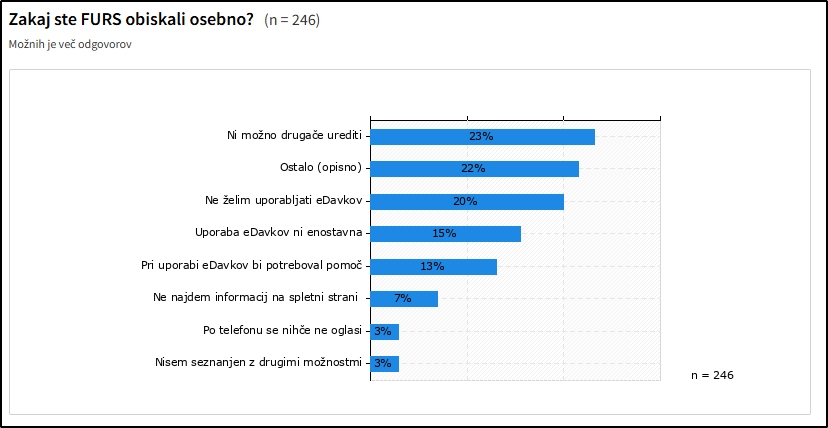 Zakaj ste FURS obiskali osebno? (n = 246)
Možnih je več odgovorov
Ni možno drugače urediti 23%
Ostalo (opisno) 22%
Ne želim uporabljati eDavkov 20%
Uporaba eDavkov ni enostavna 15%
Pri uporabi eDavkov bi potreboval pomoč 13%
Ne najdem informacij na spletni strani 7%
Po telefonu se nihče ne oglasi 3%
Nisem seznanjen z drugimi možnostmi 3%
n = 246